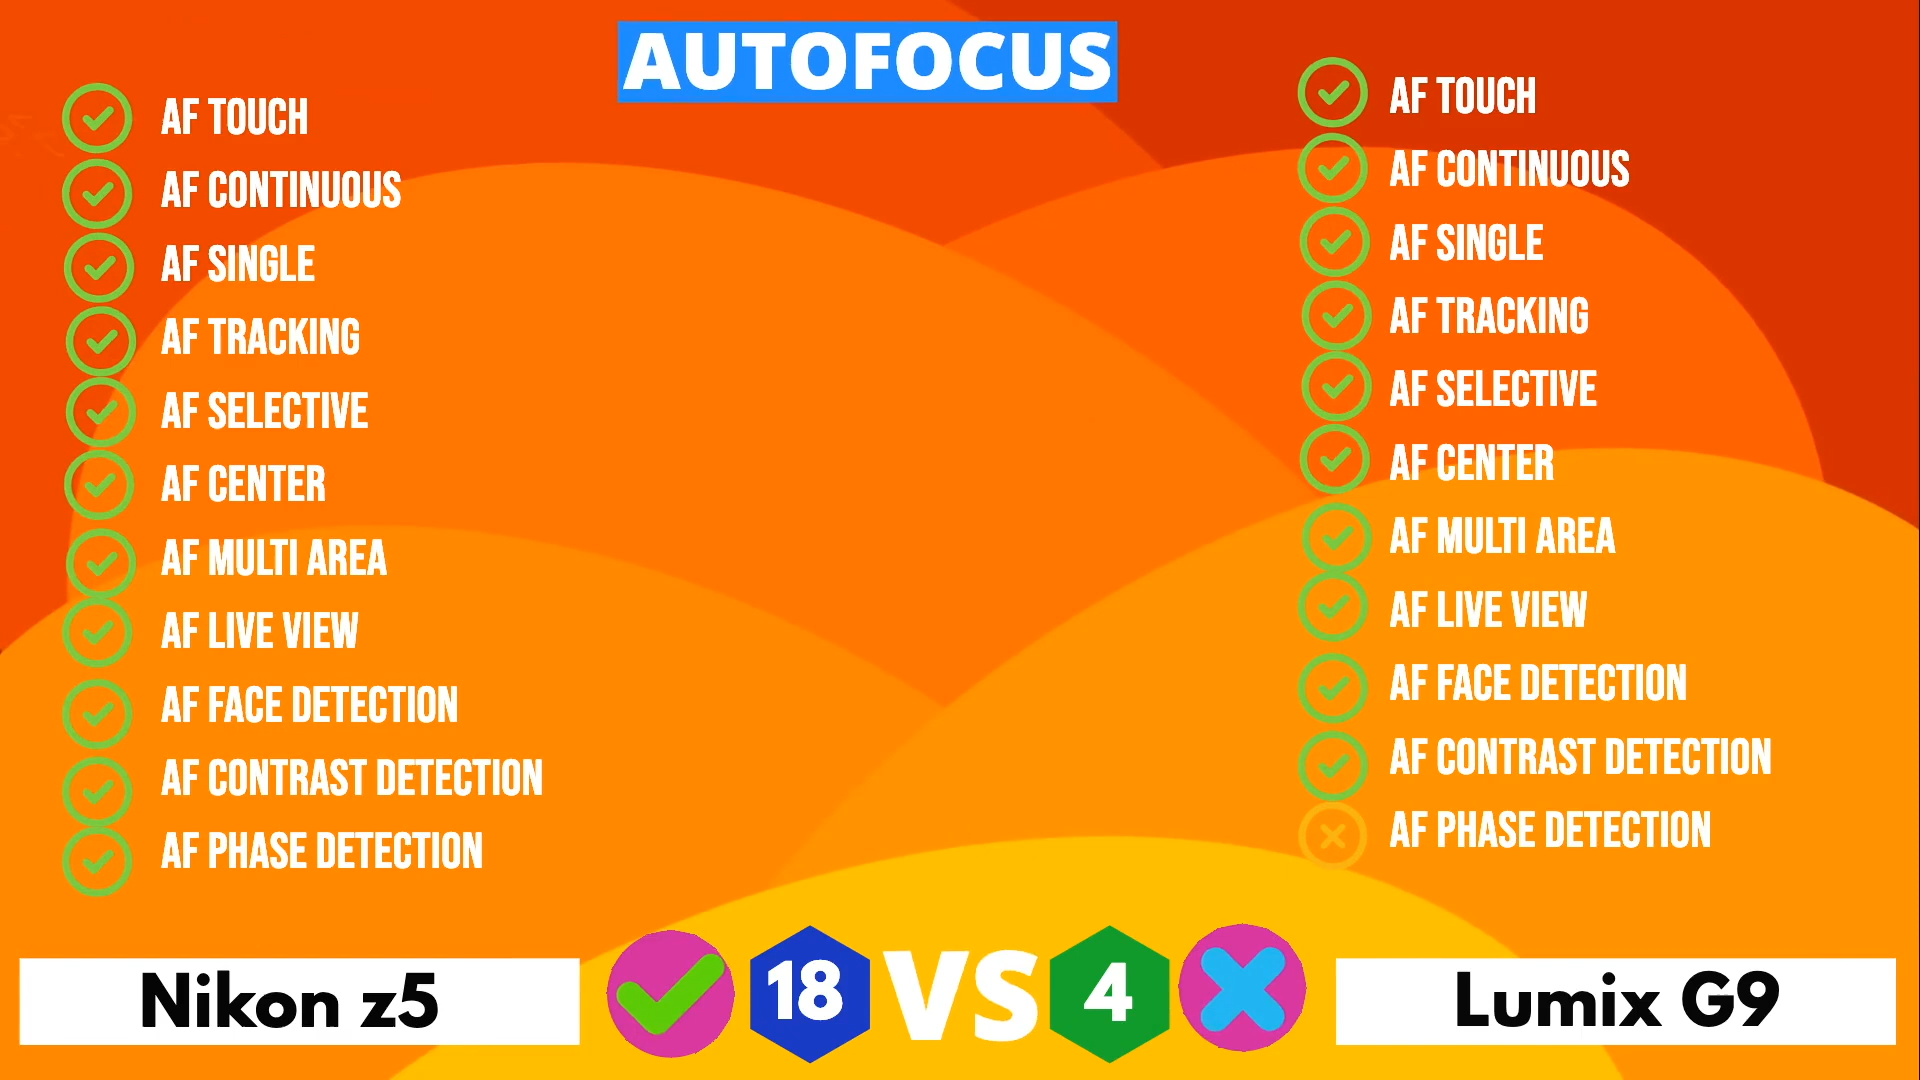 AUTOFOCUS
AF TOUCH
AF CONTINUOUS
AF SINGLE
AF TRACKING
AF SELECTIVE
AF CENTER
AF MULTI AREA
AF LIVE VIEW
AF FACE DETECTION
AF CONTRAST DETECTION
AF PHASE DETECTION
AF TOUCH
AF CONTINUOUS
AF SINGLE
AF TRACKING
AF SELECTIVE
AF CENTER
AF MULTI AREA
AF LIVE VIEW
AF FACE DETECTION
AF CONTRAST DETECTION
AF PHASE DETECTION
Nikon z5
18 VS 4
Lumix G9